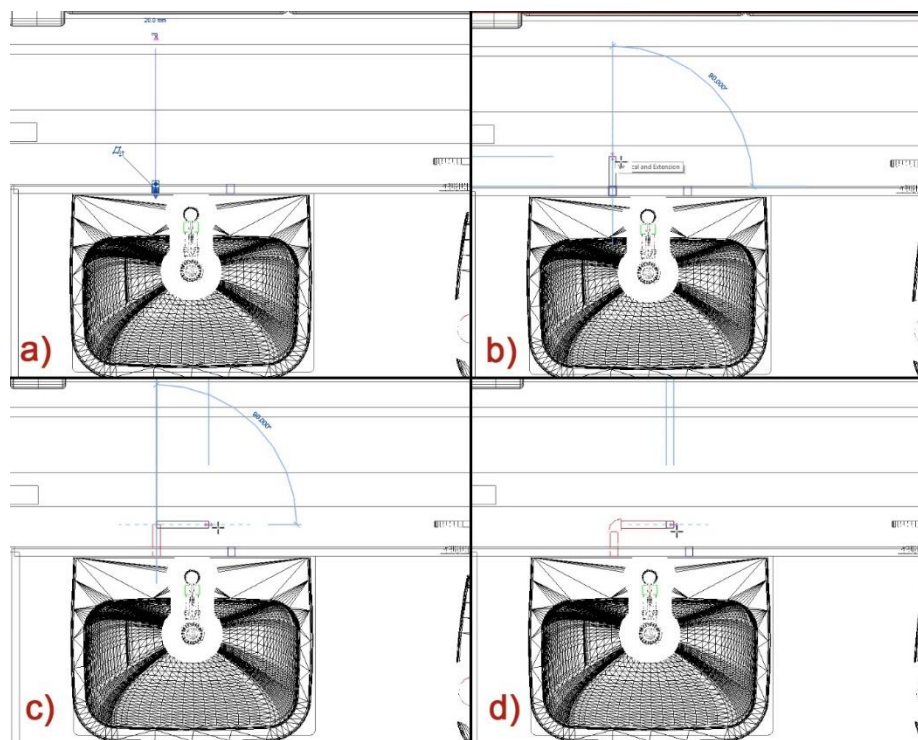 20.0 mm
a)
90.000°
cal and Extension
b)
90.000°
c)
d)